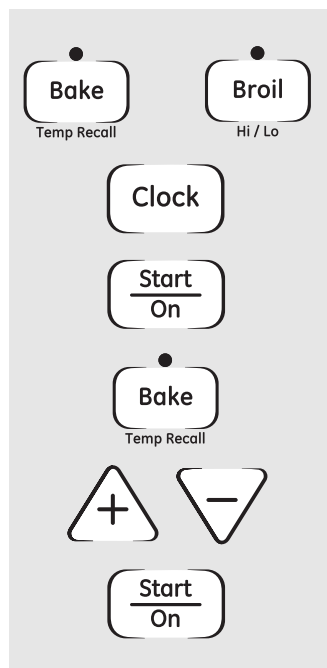 Bake Broil
Temp Recall Hi / Lo
Clock
Start
On
Bake
Temp Recall
+ −
Start
On